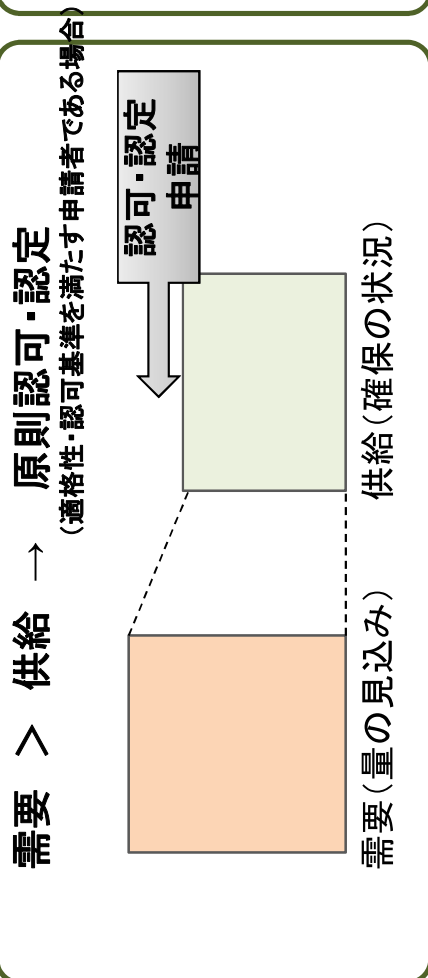 需要 ＞ 供給 → 原則認可・認定
（適格性・認可基準を満たす申請者である場合）
認可・認定
申請
需要（量の見込み）
供給（確保の状況）